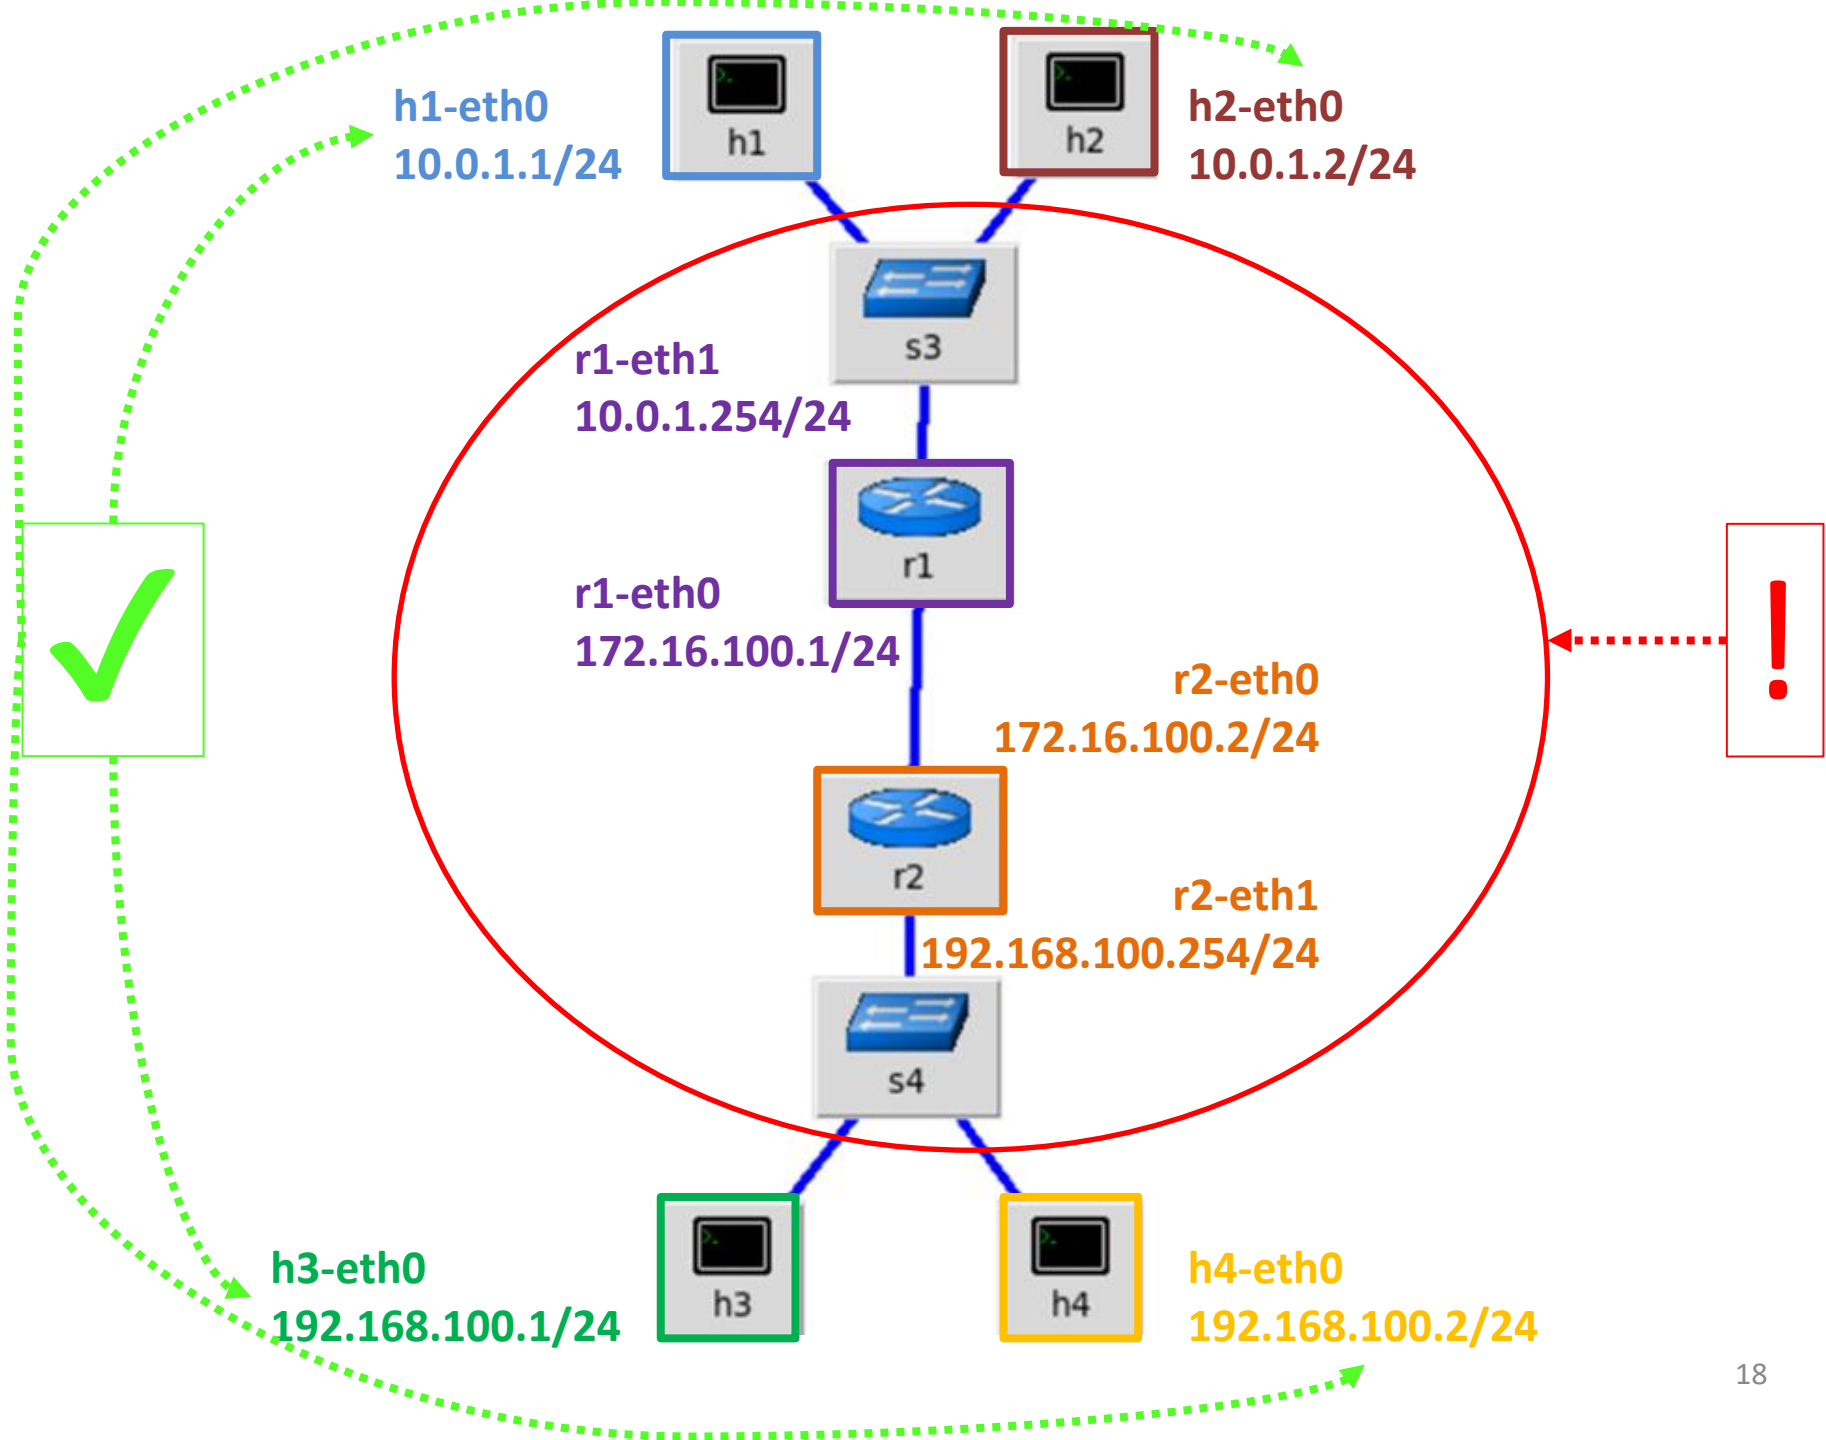 h1-eth0
10.0.1.1/24
h1
h2
h2-eth0
10.0.1.2/24
s3
r1-eth1
10.0.1.254/24
r1
r1-eth0
172.16.100.1/24
!
r2-eth0
172.16.100.2/24
r2
r2-eth1
192.168.100.254/24
s4
h3-eth0
192.168.100.1/24
h3
h4
h4-eth0
192.168.100.2/24
18